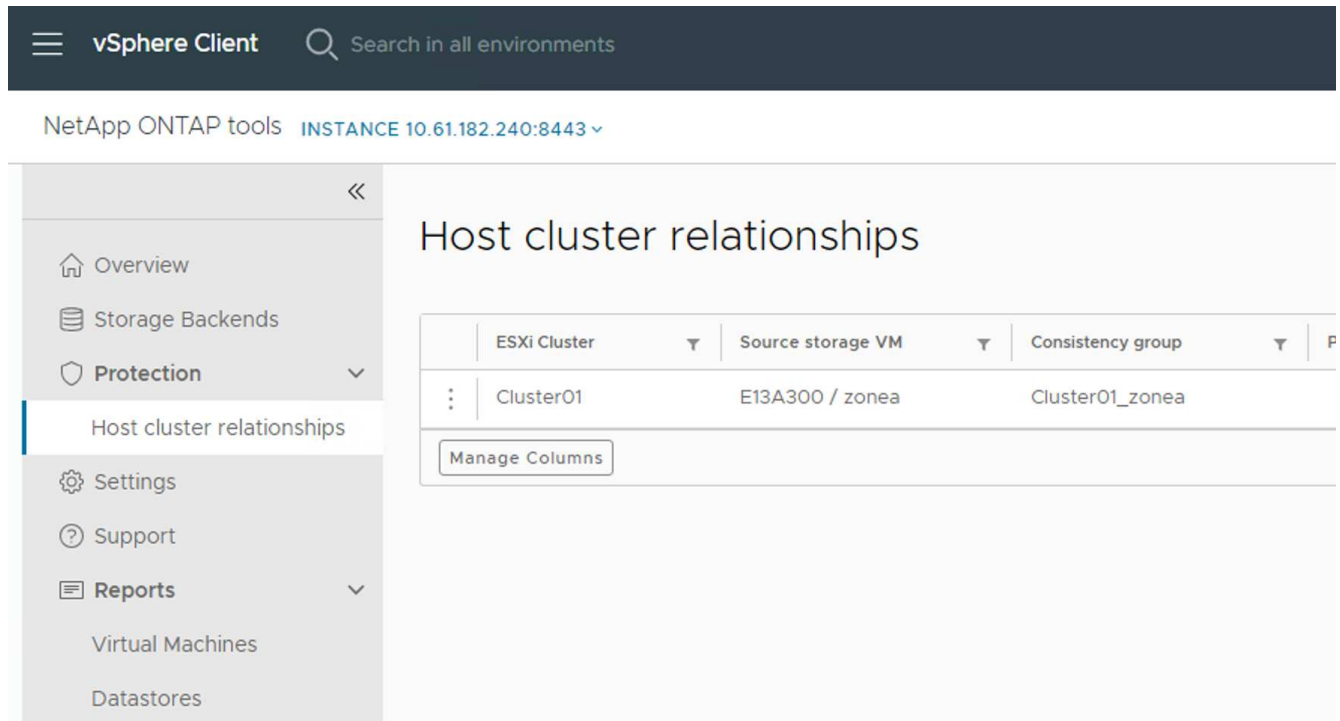 vSphere Client Search in all environments
NetApp ONTAP tools INSTANCE 10.61.182.240:8443
Overview
Storage Backends
Protection
Host cluster relationships
Settings
Support
Reports
Virtual Machines
Datastores
Host cluster relationships
ESXi Cluster Source storage VM Consistency group P
Cluster01 E13A300 / zonea Cluster01_zonea
Manage Columns